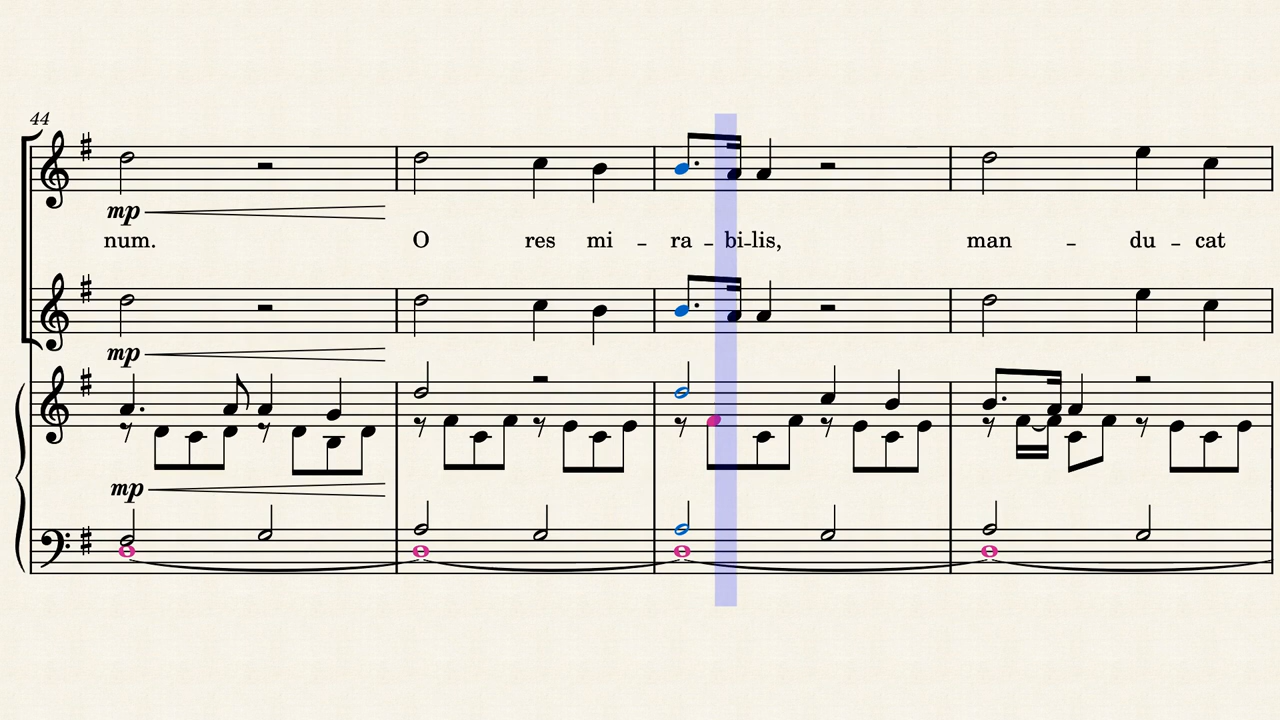 44
mp
num. O res mi - ra - bi - lis, man - du - cat
mp
mp